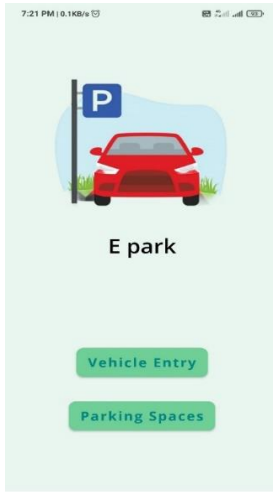 7:21 PM | 0.1KB/s
P
E park
Vehicle Entry
Parking Spaces